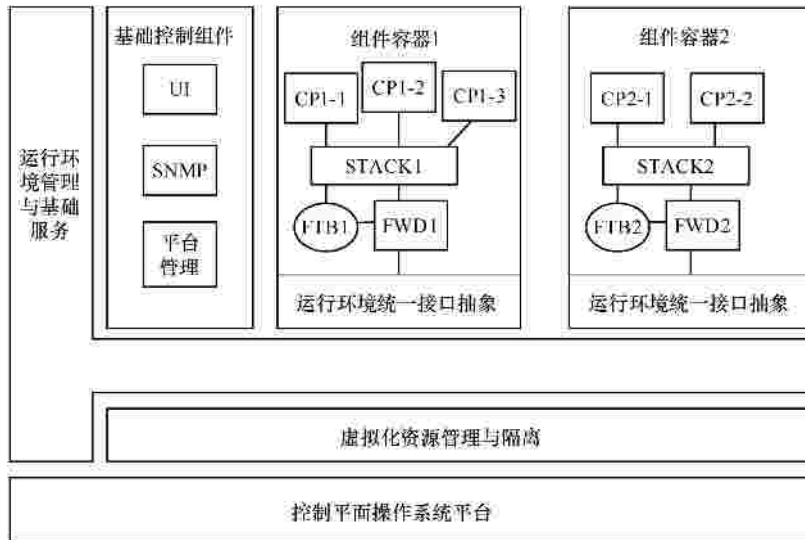 基础控制组件
UI
SNMP
平台
管理
运行环
境管理
与基础
服务
组件容器1
CP1-1
CP1-2
CP1-3
STACK1
FTB1
FWD1
运行环境统一接口抽象
组件容器2
CP2-1
CP2-2
STACK2
FTB2
FWD2
运行环境统一接口抽象
虚拟化资源管理与隔离
控制平面操作系统平台